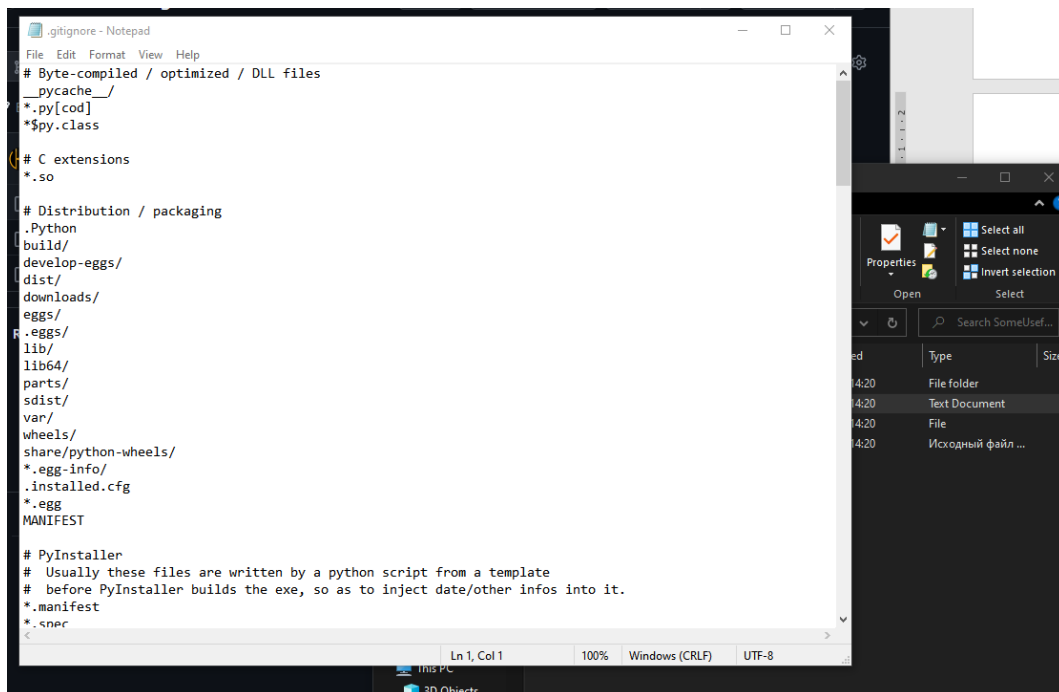 .gitignore - Notepad
File Edit Format View Help
# Byte-compiled / optimized / DLL files
__pycache__/
*.py[cod]
*$py.class

# C extensions
*.so

# Distribution / packaging
.Python
build/
develop-eggs/
dist/
downloads/
eggs/
.eggs/
lib/
lib64/
parts/
sdist/
var/
wheels/
share/python-wheels/
*.egg-info/
.installed.cfg
*.egg
MANIFEST

# PyInstaller
#  Usually these files are written by a python script from a template
#  before PyInstaller builds the exe, so as to inject date/other infos into it.
*.manifest
*.spec
Ln 1, Col 1 100% Windows (CRLF) UTF-8
2
1
1
Select all
Select none
Invert selection
Properties
Open Select
Search SomeUsef...
ed Type Size
14:20 File folder
14:20 Text Document
14:20 File
14:20 Исходный файл ...
This PC
3D Objects